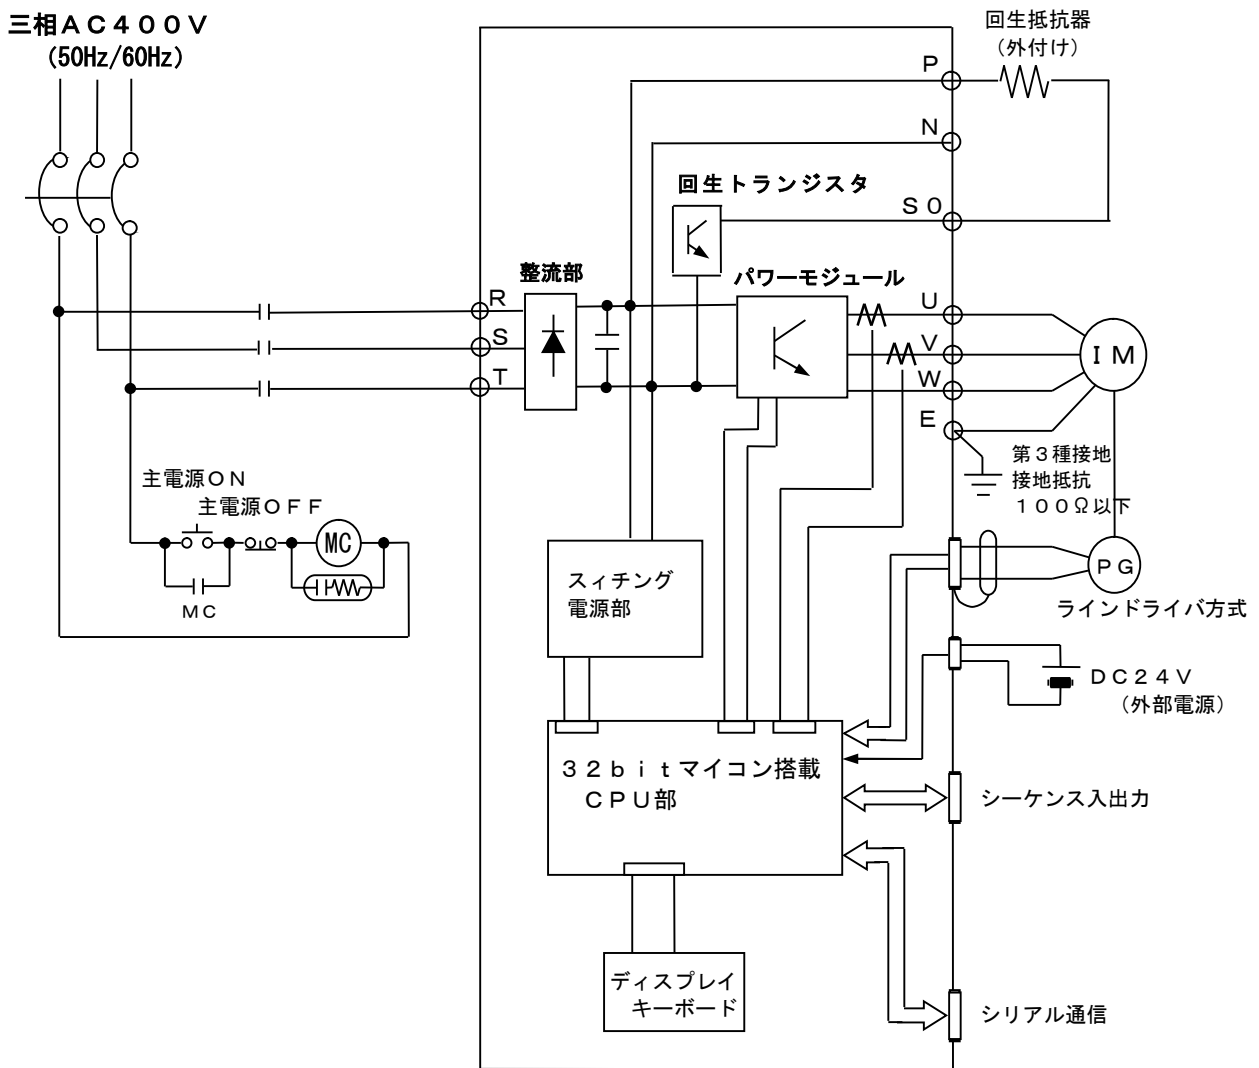 三相AC400V
(50Hz/60Hz)
回生抵抗器
（外付け）
P
N
回生トランジスタ
S0
整流部
パワーモジュール
R
S
T
U
V
W
E
IM
第3種接地
接地抵抗
100Ω以下
主電源ON
主電源OFF
MC
MC
PG
ラインドライバ方式
スィチング
電源部
DC24V
（外部電源）
32bitマイコン搭載
CPU部
シーケンス入出力
ディスプレイ
キーボード
シリアル通信